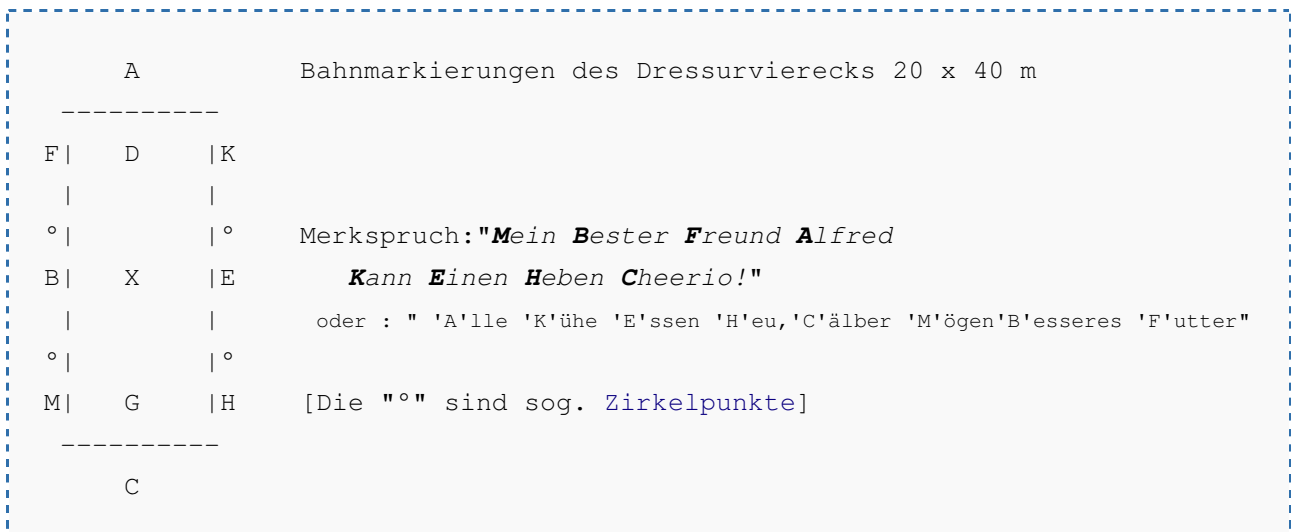 A Bahnmarkierungen des Dressurvierecks 20 x 40 m
----------
F| D |K
| |
°| |° Merkspruch:"Mein Bester Freund Alfred
B| X |E Kann Einen Heben Cheerio!"
| | oder : " 'A'lle 'K'ühe 'E'ssen 'H'eu,'C'älber 'M'ögen'B'esseres 'F'utter"
°| |°
M| G |H [Die "°" sind sog. Zirkelpunkte]
----------
C